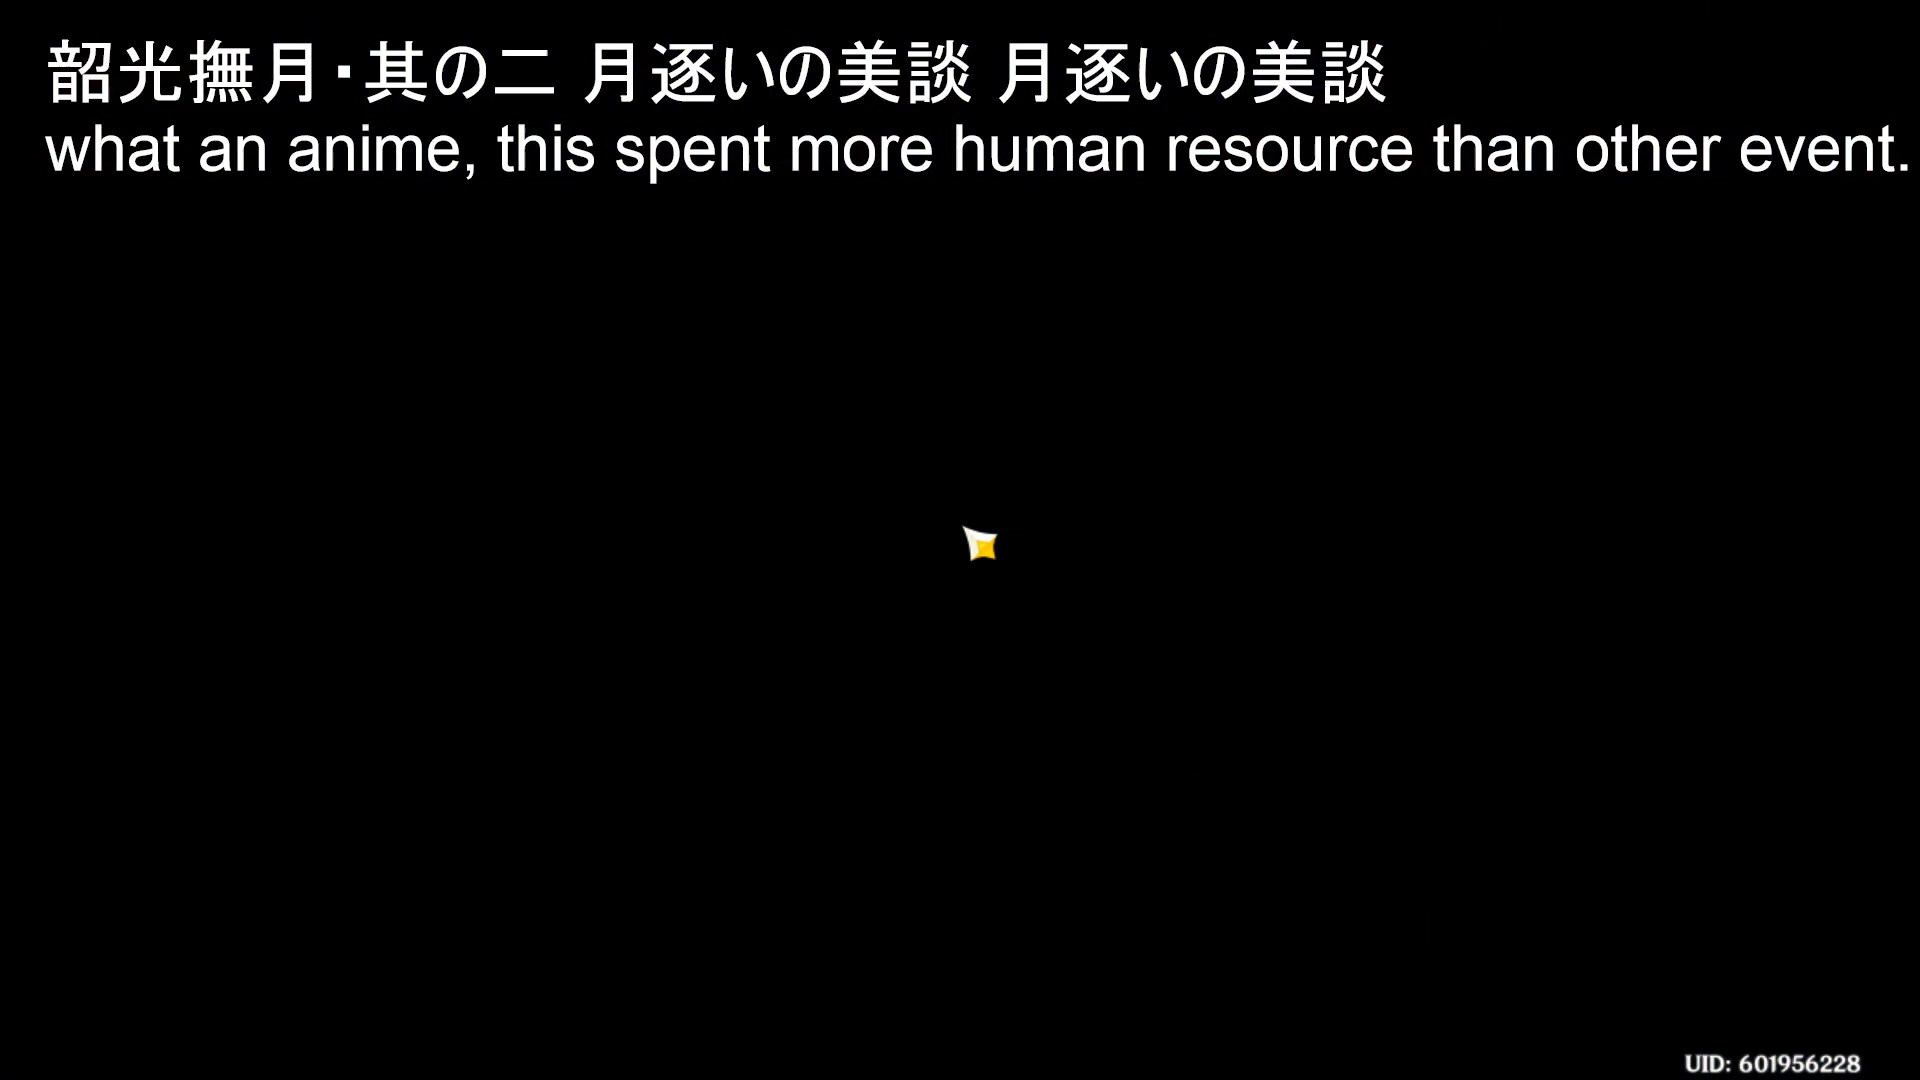 韶光撫月·其の二 月逐いの美談 月逐いの美談
what an anime, this spent more human resource than other event.
UID: 601956228